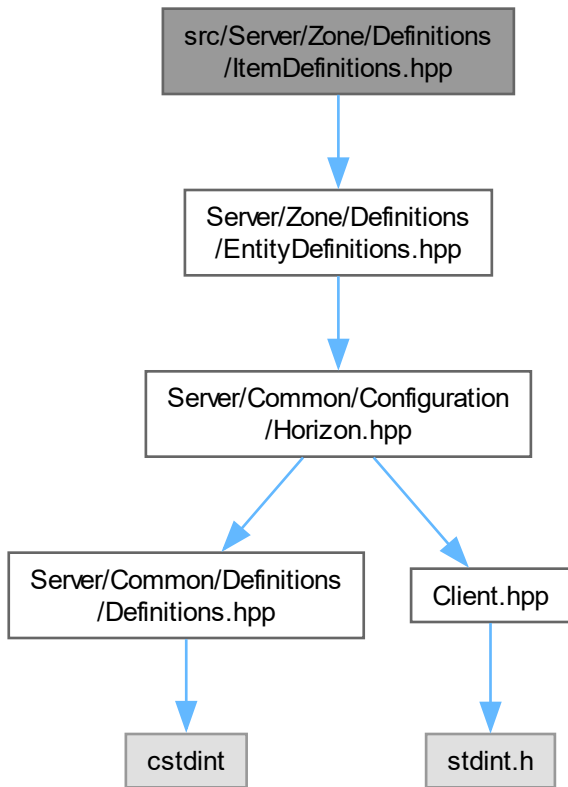 src/Server/Zone/Definitions
/ItemDefinitions.hpp
Server/Zone/Definitions
/EntityDefinitions.hpp
Server/Common/Configuration
/Horizon.hpp
Server/Common/Definitions
/Definitions.hpp
Client.hpp
cstdint
stdint.h